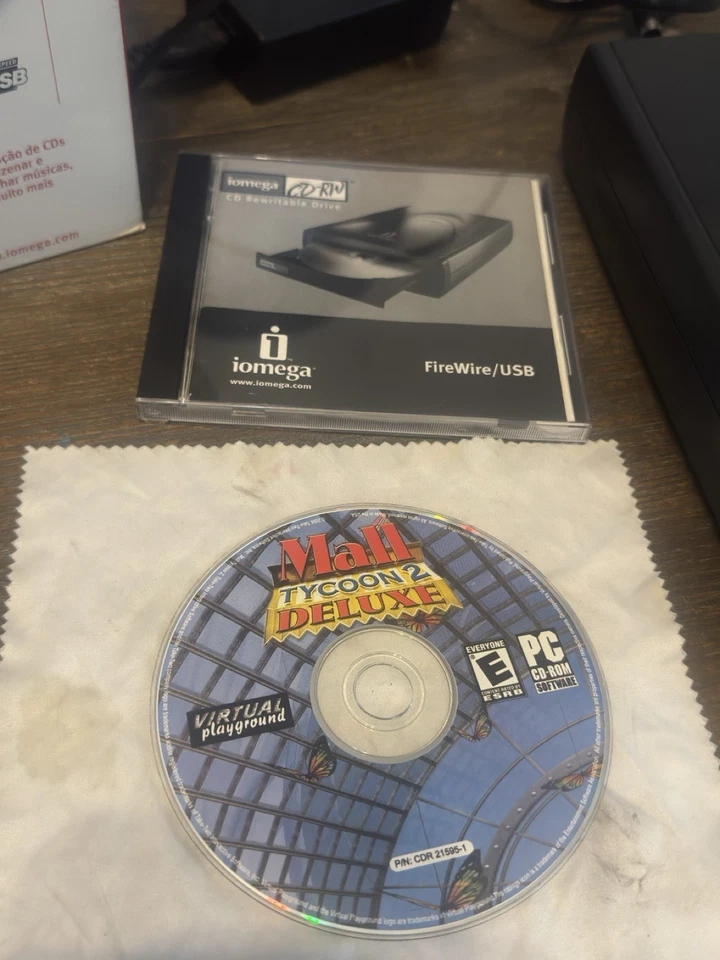 SPEED
SB
ção de CDs
zenar e
har músicas,
uito mais
.iomega.com
iomega CD-RW
CD Rewritable Drive
iomega
www.iomega.com
FireWire/USB
Mall
TYCOON 2
DELUXE
EVERYONE
E
CONTENT RATED BY
ESRB
PC
CD-ROM
SOFTWARE
VIRTUAL
playground
P/N: CDR 21595-1